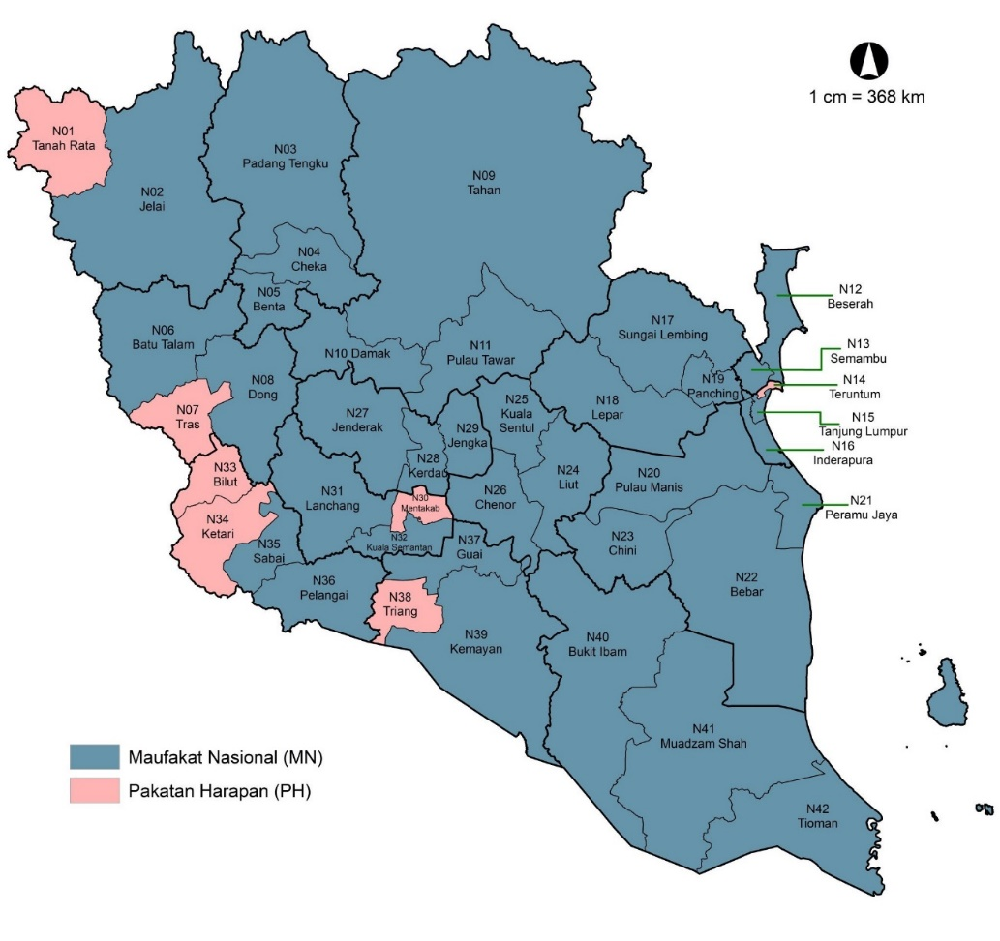 1 cm = 368 km
N01
Tanah Rata
N02
Jelai
N03
Padang Tengku
N04
Cheka
N05
Benta
N06
Batu Talam
N07
Tras
N08
Dong
N09
Tahan
N10 Damak
N11
Pulau Tawar
N12
Beserah
N13
Semambu
N14
Teruntum
N15
Tanjung Lumpur
N16
Inderapura
N17
Sungai Lembing
N18
Lepar
N19
Panching
N20
Pulau Manis
N21
Peramu Jaya
N22
Bebar
N23
Chini
N24
Liut
N25
Kuala
Sentul
N26
Chenor
N27
Jenderak
N28
Kerdau
N29
Jengka
N30
Mentakab
N31
Lanchang
N32
Kuala Semantan
N33
Bilut
N34
Ketari
N35
Sabai
N36
Pelangai
N37
Guai
N38
Triang
N39
Kemayan
N40
Bukit Ibam
N41
Muadzam Shah
N42
Tioman
Maufakat Nasional (MN)
Pakatan Harapan (PH)